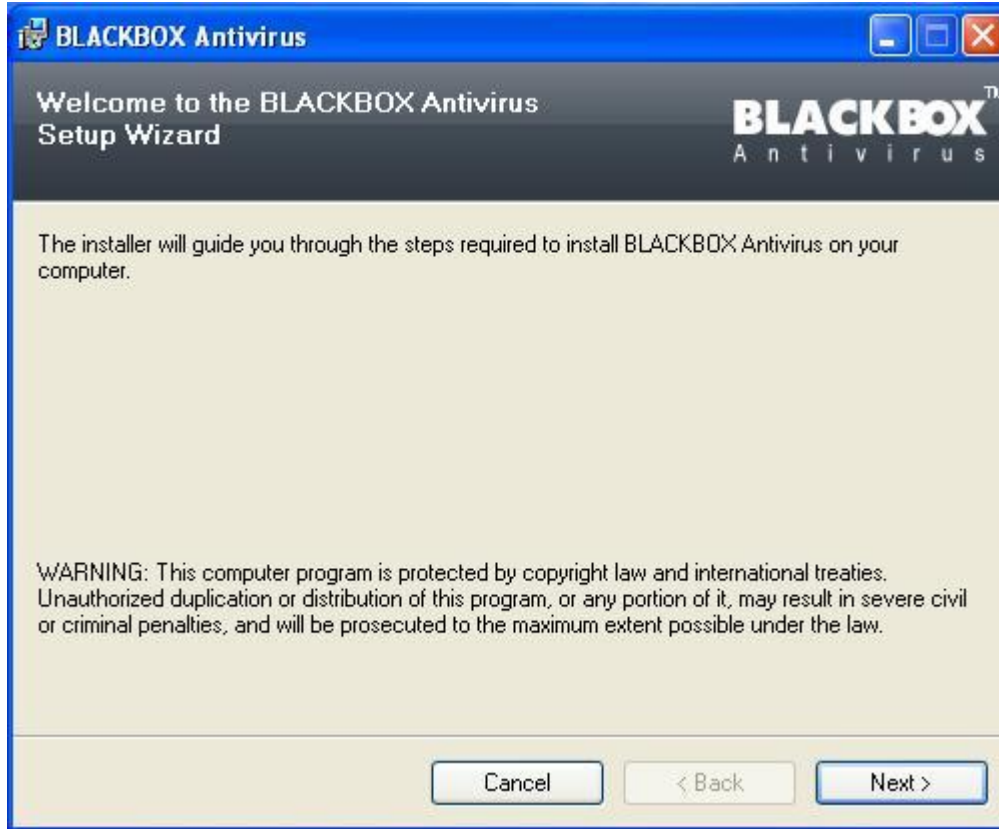 BLACKBOX Antivirus
Welcome to the BLACKBOX Antivirus
Setup Wizard
BLACKBOX™
Antivirus
The installer will guide you through the steps required to install BLACKBOX Antivirus on your
computer.
WARNING: This computer program is protected by copyright law and international treaties.
Unauthorized duplication or distribution of this program, or any portion of it, may result in severe civil
or criminal penalties, and will be prosecuted to the maximum extent possible under the law.
Cancel
< Back
Next >